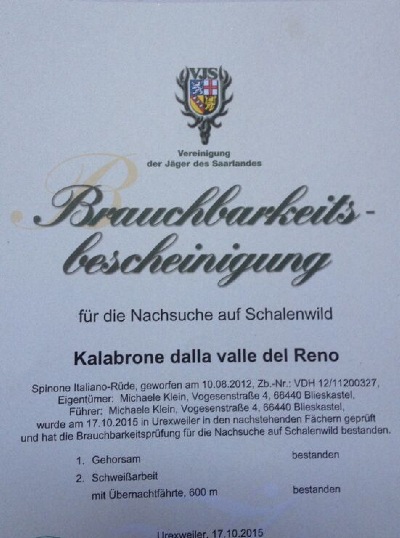 VJS
Vereinigung
der Jäger des Saarlandes
Brauchbarkeits-
bescheinigung
für die Nachsuche auf Schalenwild
Kalabrone dalla valle del Reno
Spinone Italiano-Rüde, geworfen am 10.08.2012, Zb.-Nr.: VDH 12/11200327,
Eigentümer: Michaele Klein, Vogesenstraße 4, 66440 Blieskastel,
Führer: Michaele Klein, Vogesenstraße 4, 66440 Blieskastel,
wurde am 17.10.2015 in Urexweiler in den nachstehenden Fächern geprüft
und hat die Brauchbarkeitsprüfung für die Nachsuche auf Schalenwild bestanden.
1. Gehorsam bestanden
2. Schweißarbeit
mit Übernachtfährte, 600 m bestanden
Urexweiler, 17.10.2015